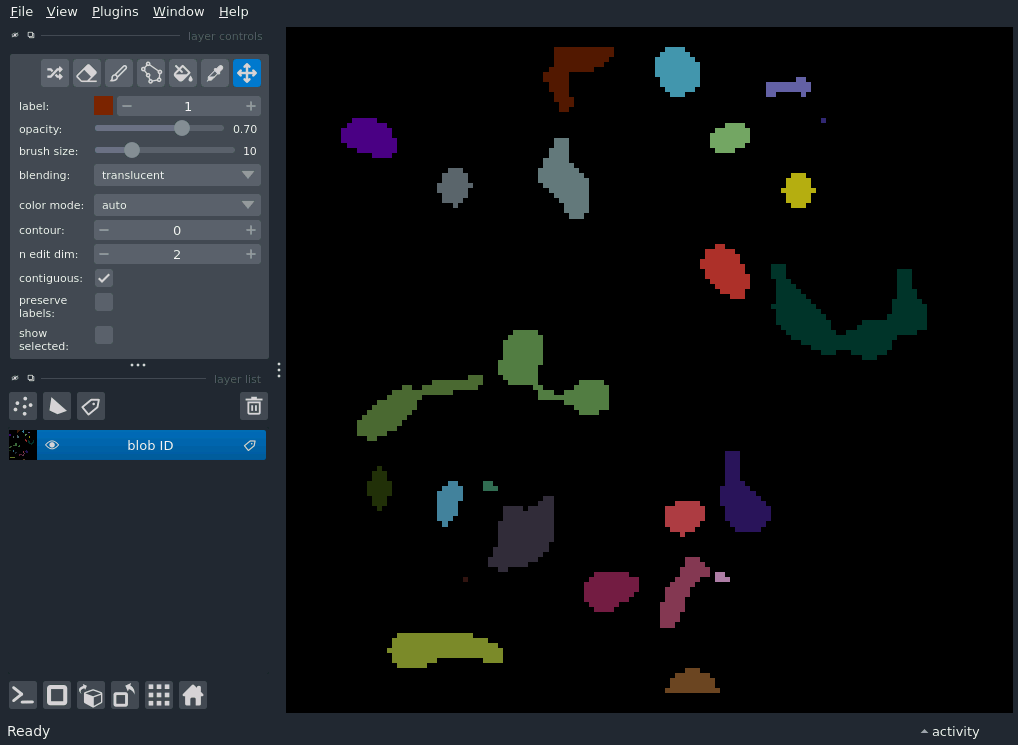 File View Plugins Window Help
layer controls
label: 1
opacity: 0.70
brush size: 10
blending: translucent
color mode: auto
contour: 0
n edit dim: 2
contiguous:
preserve
labels:
show
selected:
layer list
blob ID
Ready
activity